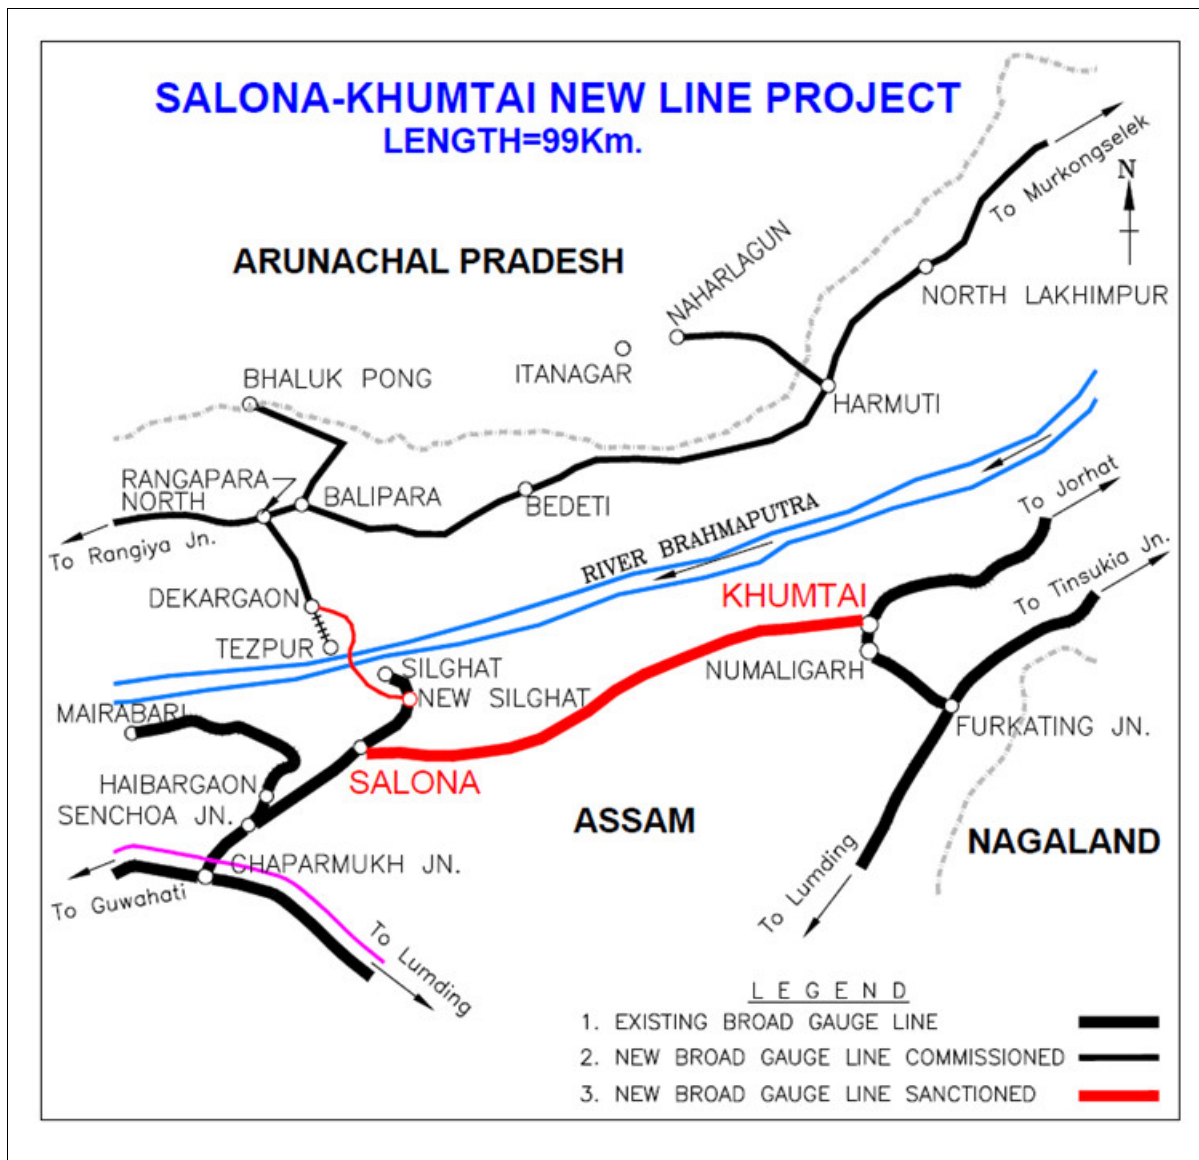 SALONA-KHUMTAI NEW LINE PROJECT
LENGTH=99Km.
To Murkongselek
N
ARUNACHAL PRADESH
NAHARLAGUN
NORTH LAKHIMPUR
ITANAGAR
BHALUK PONG
HARMUTI
RANGAPARA
NORTH
BALIPARA
BEDETI
To Jorhat
To Rangiya Jn.
RIVER BRAHMAPUTRA
To Tinsukia Jn.
DEKARGAON
KHUMTAI
TEZPUR
SILGHAT
NUMALIGARH
NEW SILGHAT
MAIRABARI
FURKATING JN.
HAIBARGAON
SALONA
SENCHOA JN.
ASSAM
NAGALAND
CHAPARMUKH JN.
To Guwahati
To Lumding
To Lumding
LEGEND
1. EXISTING BROAD GAUGE LINE
2. NEW BROAD GAUGE LINE COMMISSIONED
3. NEW BROAD GAUGE LINE SANCTIONED